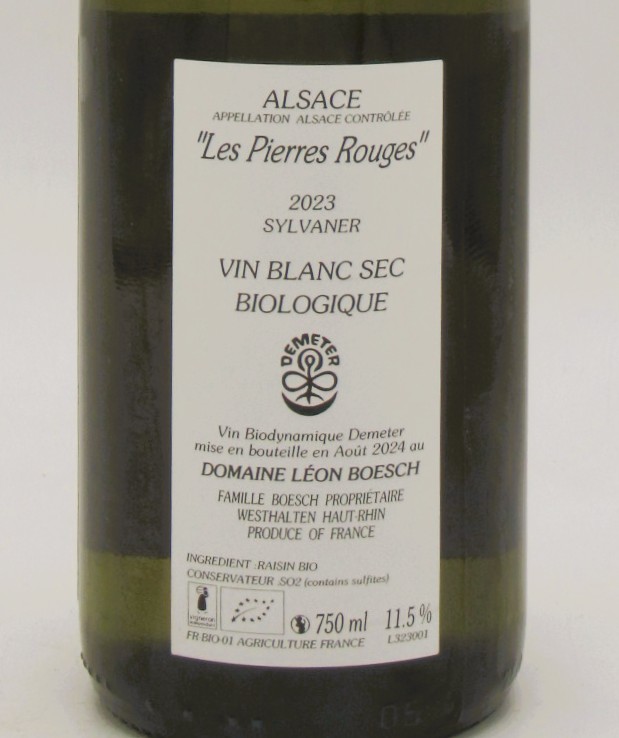 ALSACE
APPELLATION ALSACE CONTRÔLÉE
"Les Pierres Rouges"
2023
SYLVANER
VIN BLANC SEC
BIOLOGIQUE
DEMETER
Vin Biodynamique Demeter
mise en bouteille en Août 2024 au
DOMAINE LÉON BOESCH
FAMILLE BOESCH PROPRIÉTAIRE
WESTHALTEN HAUT-RHIN
PRODUCE OF FRANCE
INGREDIENT :RAISIN BIO
CONSERVATEUR :SO2 (contains sulfites)
750 ml 11.5 %
FR-BIO-01 AGRICULTURE FRANCE L323001